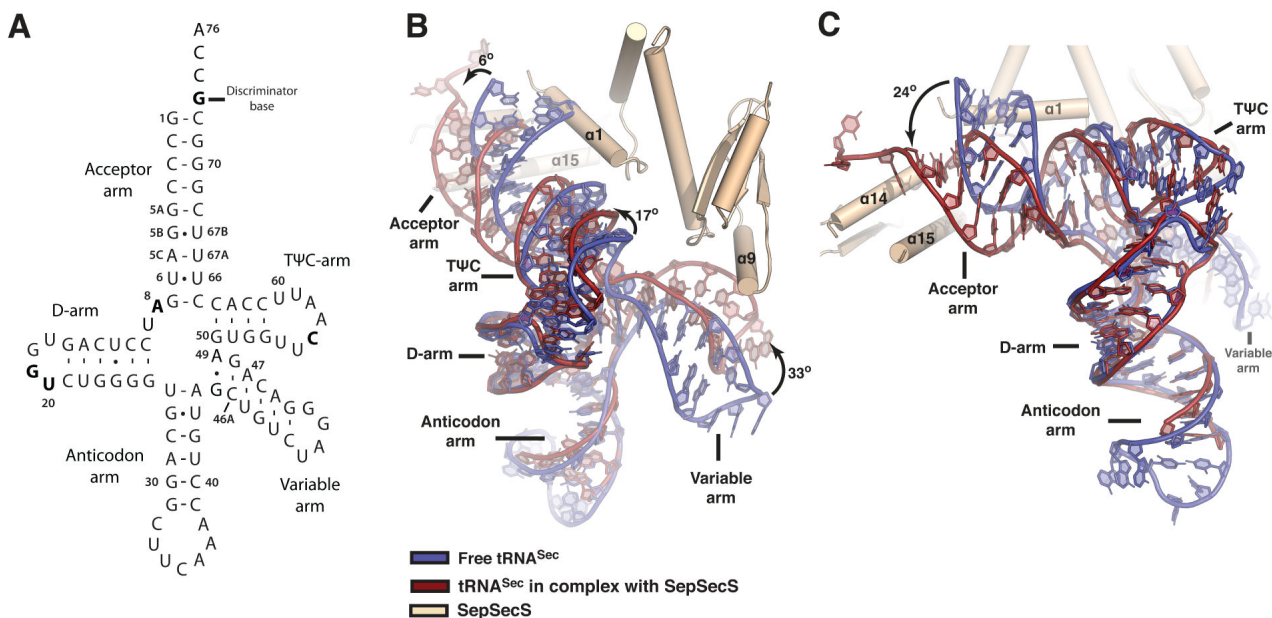 A
A 76
C
C
G Discriminator
base
1 G - C
C - G
C - G 70
Acceptor
arm
C - G
5A G - C
5B G • U 67B
5C A - U 67A
6 U • U 66
8 A G - C
TΨC-arm
60
C A C C U U A
50 G U G G U U C
D-arm
U
G U G A C U C C
G U C U G G G G
20
49 A G 47
G A C A G G G A
46A C U G U C U
U - A
G • U
C - G
A - U
30 G - C 40
G - C
C A
U A
U C A
Anticodon
arm
Variable
arm
B
6°
α1
α15
17°
α9
33°
Acceptor
arm
TΨC
arm
D-arm
Anticodon
arm
Variable
arm
Free tRNASec
tRNASec in complex with SepSecS
SepSecS
C
24°
α1
TΨC
arm
α14
α15
Acceptor
arm
D-arm
Variable
arm
Anticodon
arm